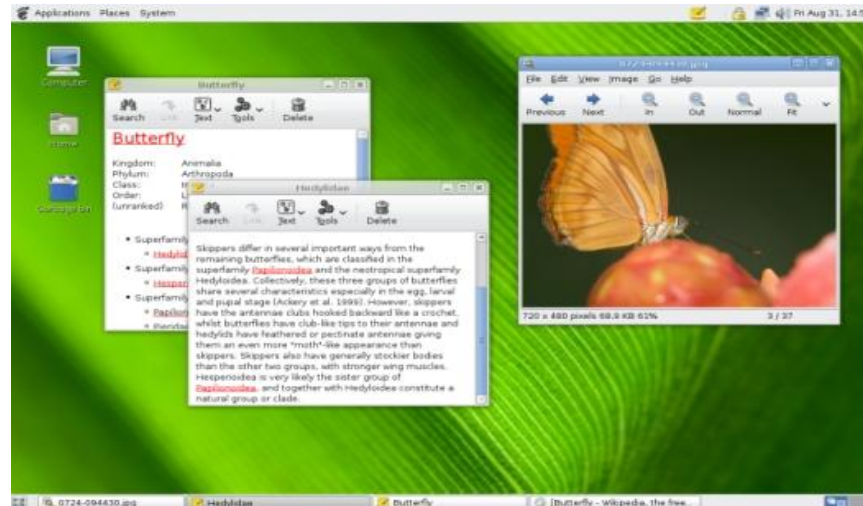 Applications Places System
Fri Aug 31, 14:5
Computer
Home
Butterfly
Search Link Text Tools Delete
Butterfly
Kingdom: Animalia
Phylum: Arthropoda
Class:
Order:
(unranked)
Superfamily
Superfamily
Superfamily
Hedylidae
Search Link Text Tools Delete
Skippers differ in several important ways from the
remaining butterflies, which are classified in the
superfamily Papilionoidea and the neotropical superfamily
Hedyloidea. Collectively, these three groups of butterflies
share several characteristics especially in the egg, larval
and pupal stage (Ackery et al. 1999). However, skippers
have the antennae clubs hooked backward like a crochet,
whilst butterflies have club-like tips to their antennae and
hedylids have feathered or pectinate antennae giving
them an even more "moth"-like appearance than
skippers. Skippers also have generally stockier bodies
than the other two groups, with stronger wing muscles.
Hesperioidea is very likely the sister group of
Papilionoidea, and together with Hedyloidea constitute a
natural group or clade.
0724-094430.jpg
File Edit View Image Go Help
Previous Next In Out Normal Fit
720 x 480 pixels 68.9 KB 61%
3 / 37
0724-094430.jpg
Hedylidae
Butterfly
[Butterfly - Wikipedia, the free...